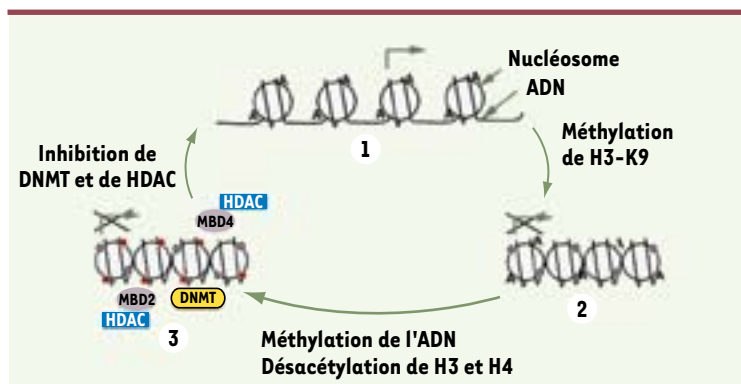 Nucléosome
ADN
1
Méthylation
de H3-K9
Inhibition de
DNMT et de HDAC
HDAC
MBD4
MBD2
DNMT
HDAC
3
2
Méthylation de l'ADN
Désacétylation de H3 et H4